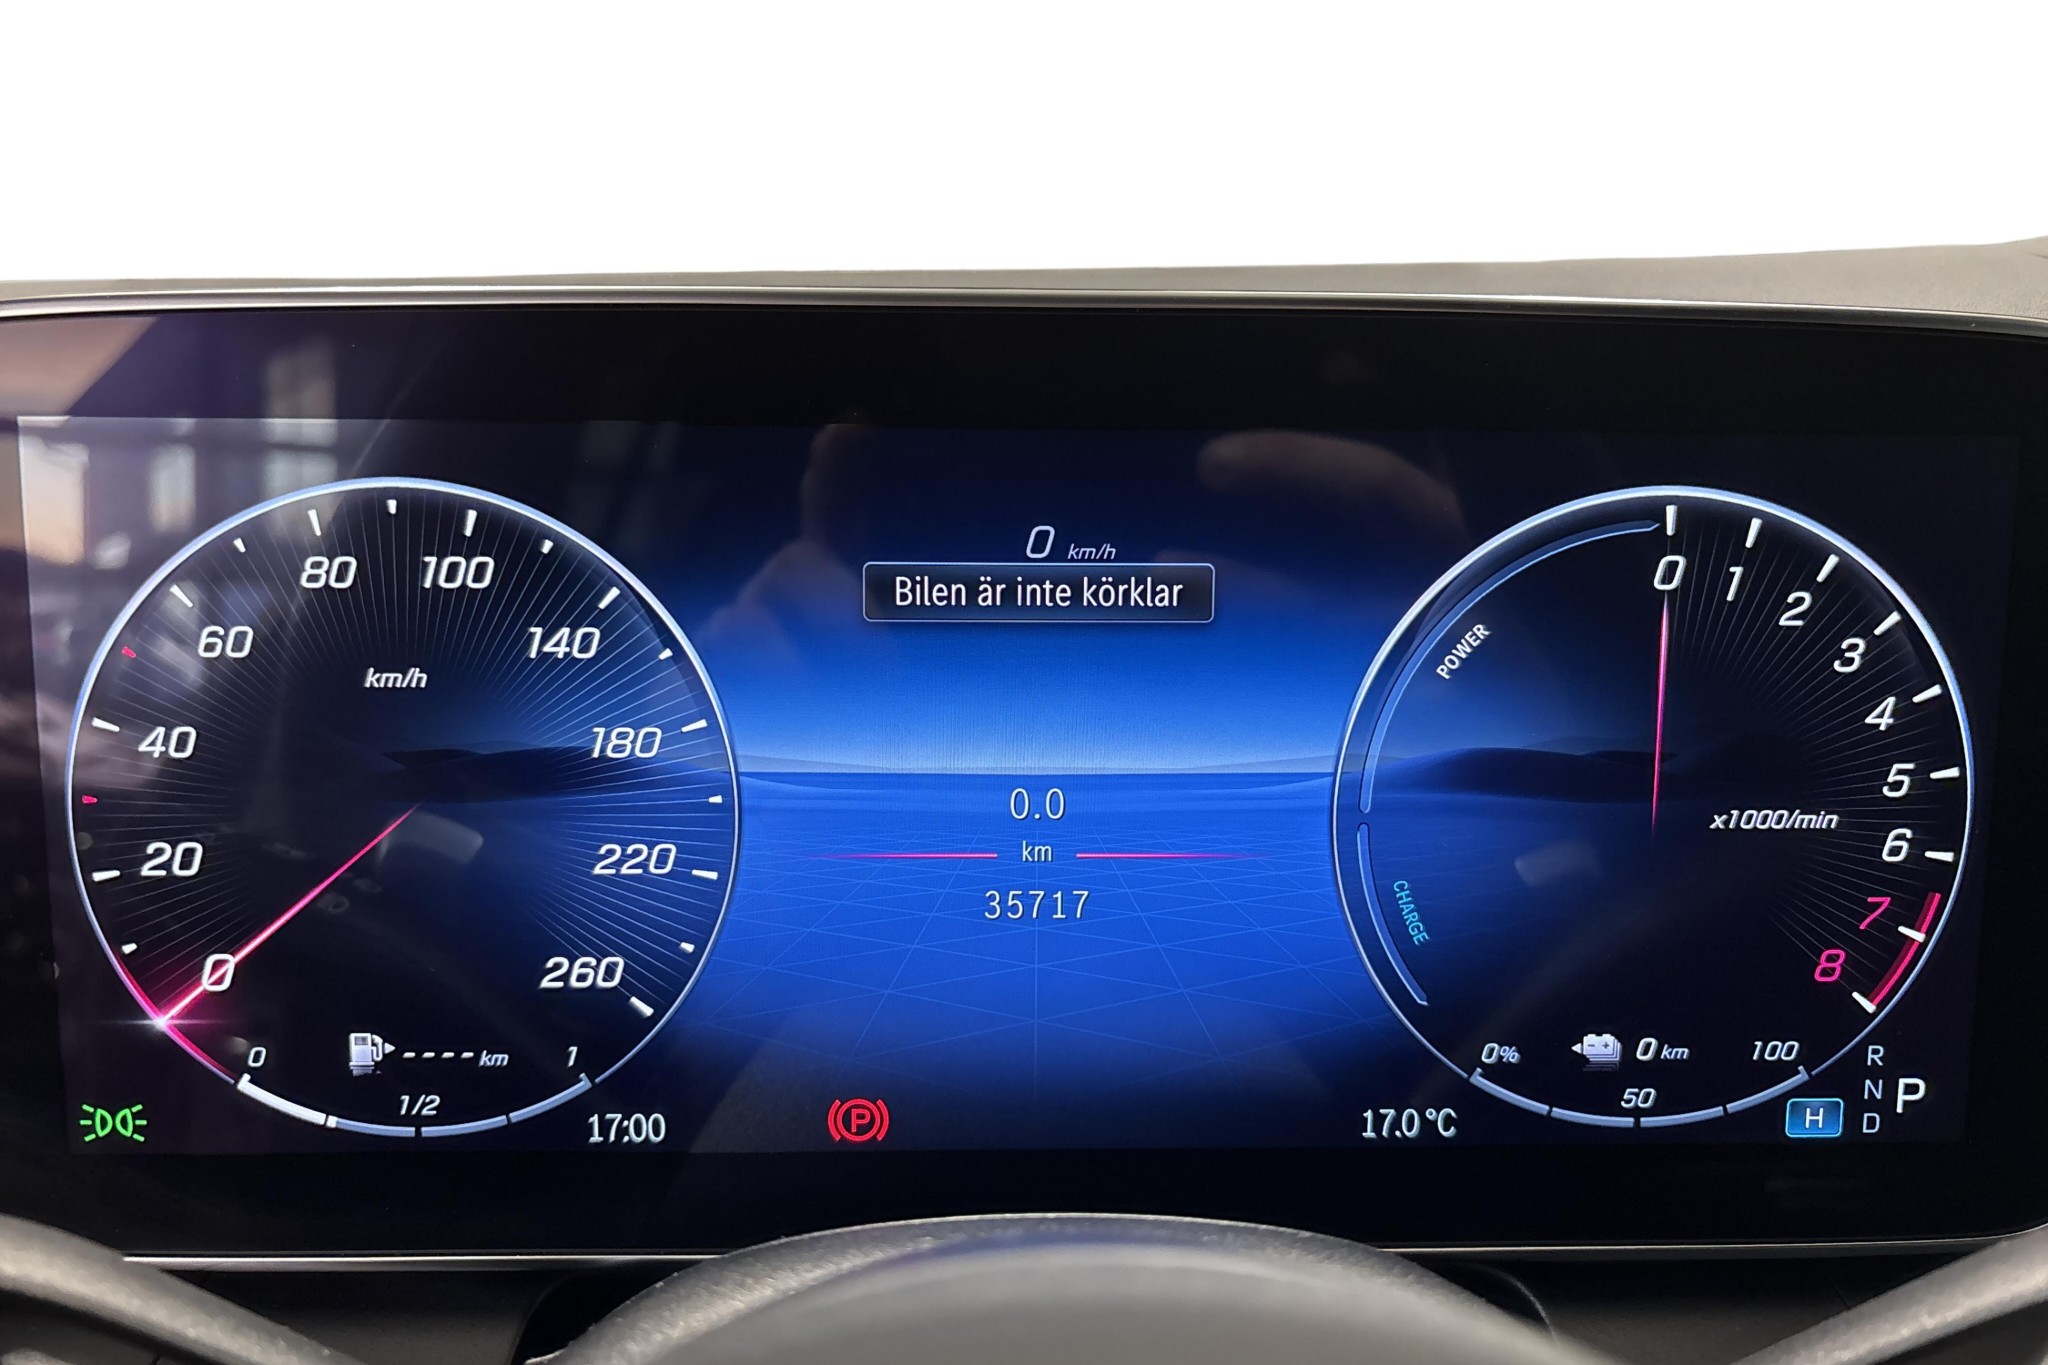 80 100
60 140
km/h
40 180
20 220
0 260
0 ---- km 1
1/2
17:00
0 km/h
Bilen är inte körklar
0.0
km
35717
P
17.0 °C
0 1 2 3 4 5 6 7 8
POWER
x1000/min
CHARGE
0% 0 km 100
50
H
R
N P
D